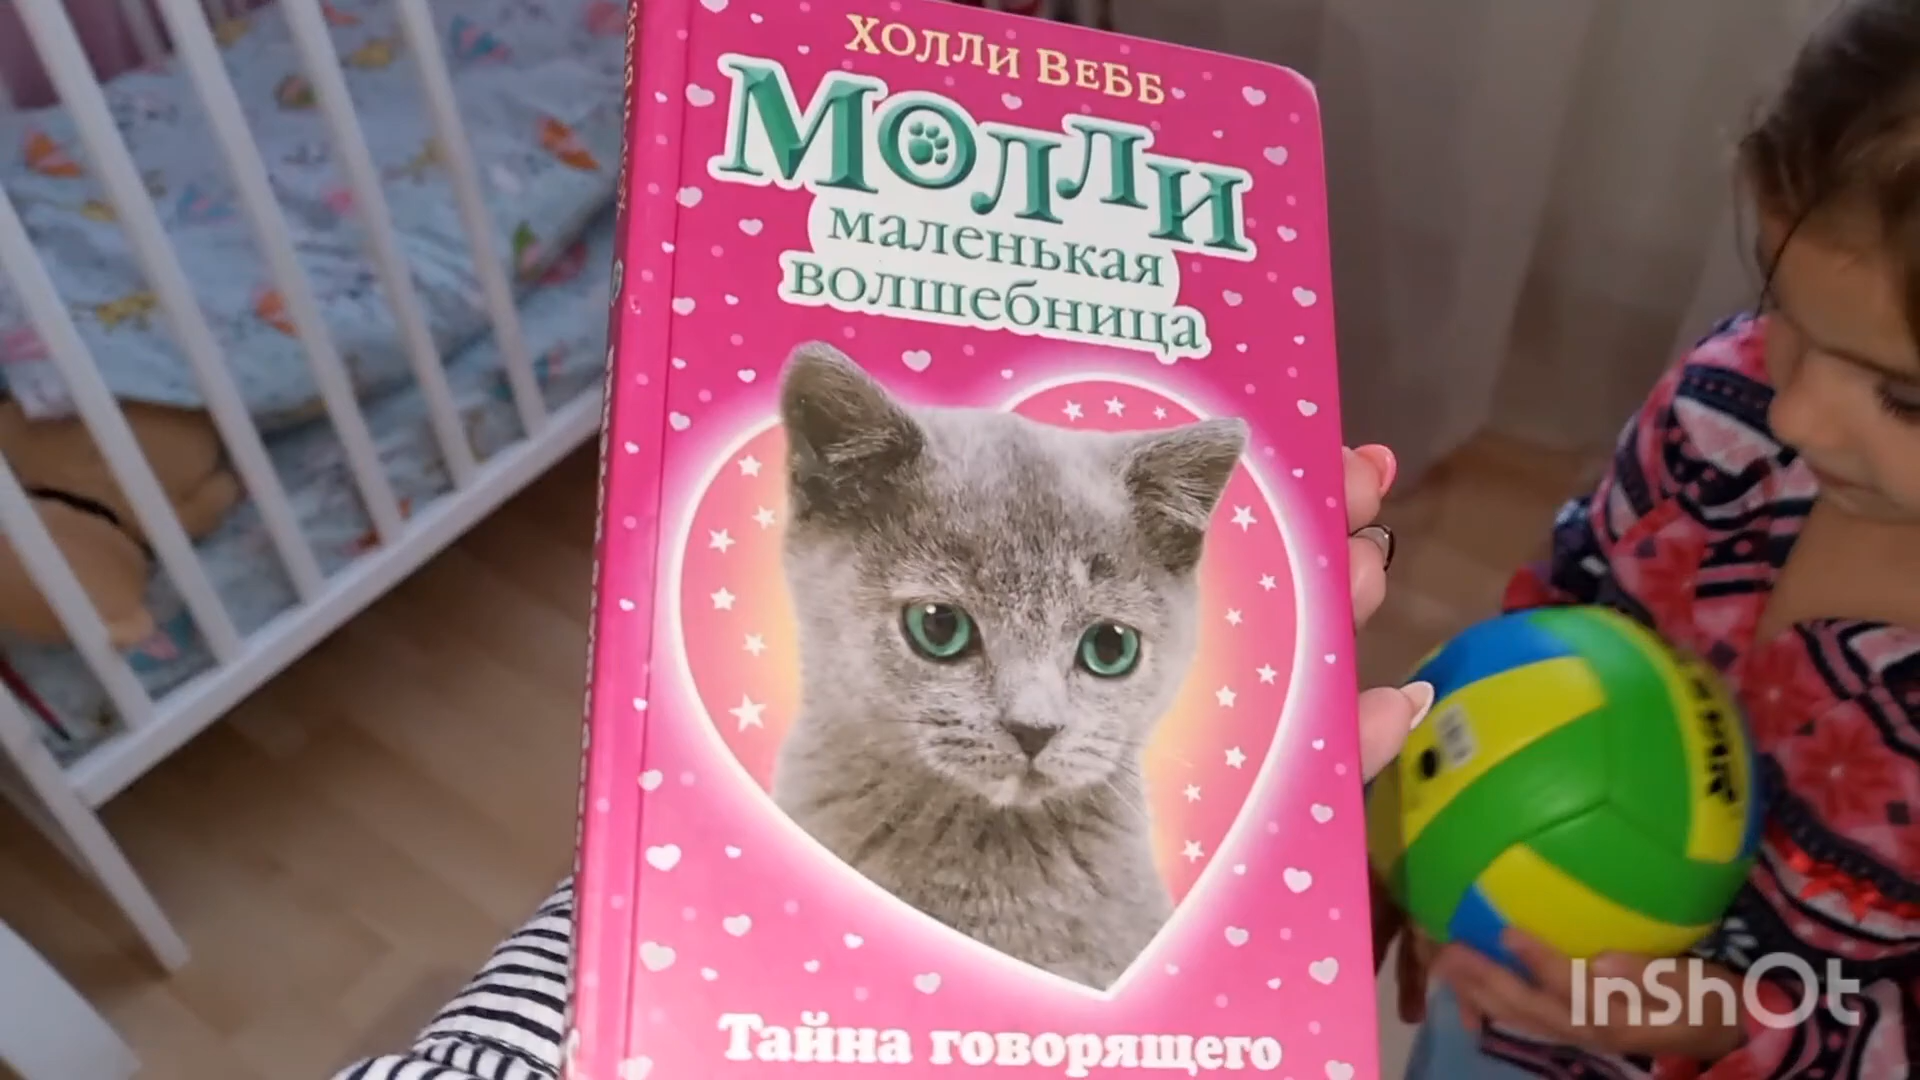 ХОЛЛИ ВЕББ
МОЛЛИ
маленькая
волшебница
Тайна говорящего
InShOt